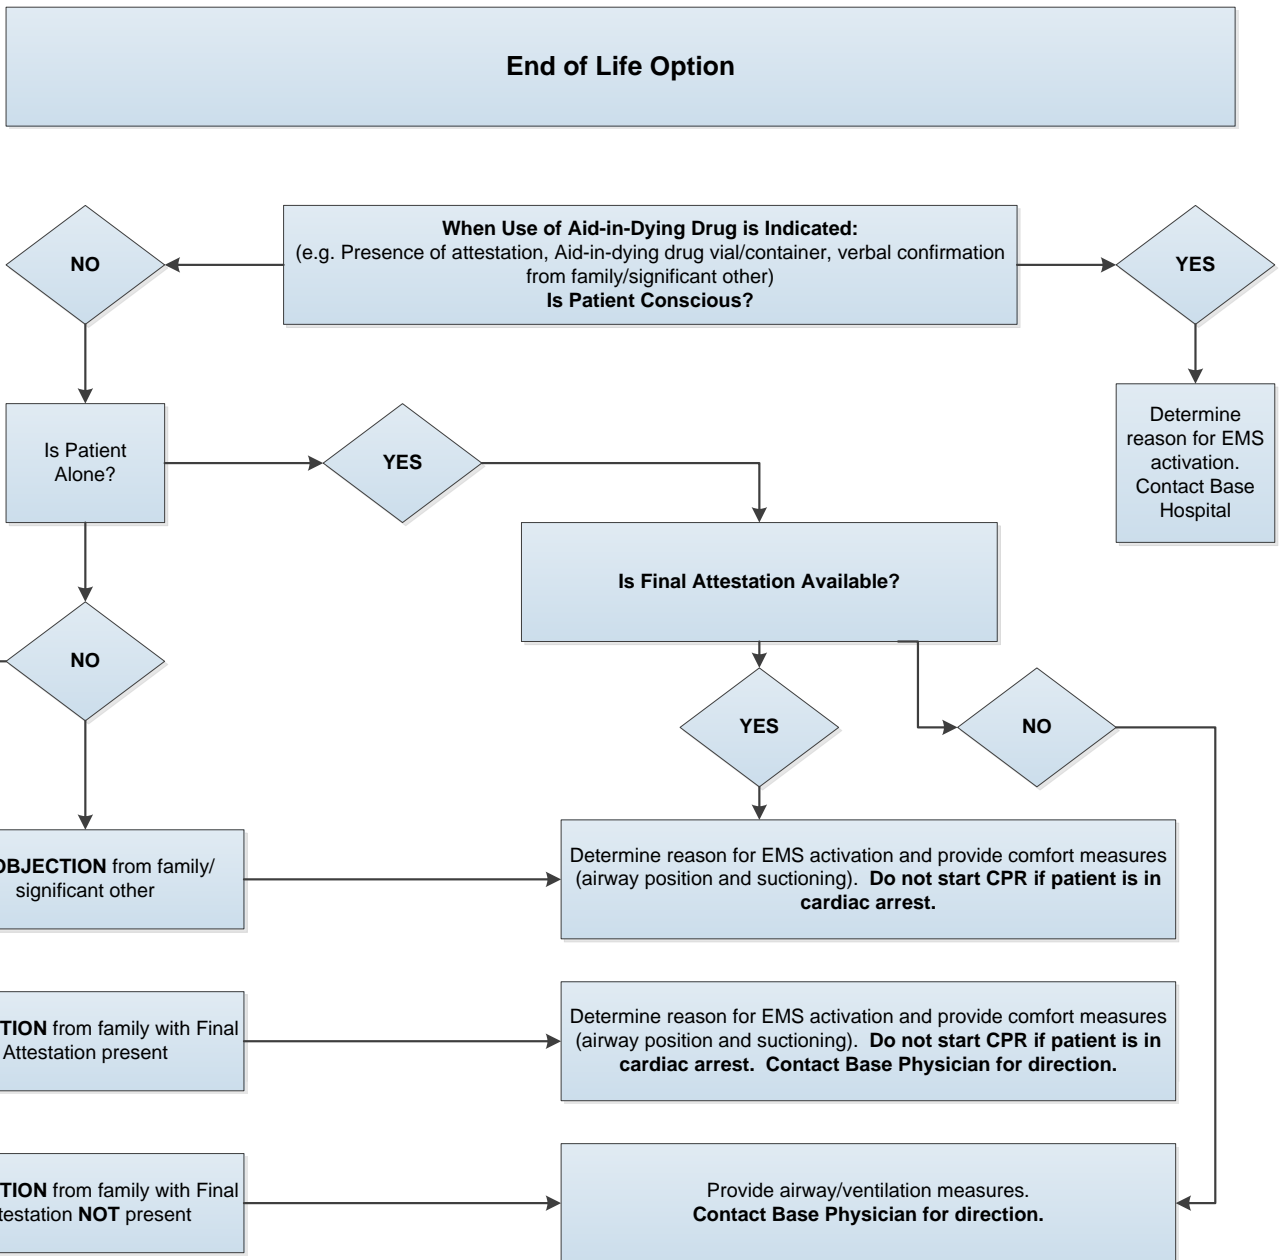 End of Life Option
NO
When Use of Aid-in-Dying Drug is Indicated:
(e.g. Presence of attestation, Aid-in-dying drug vial/container, verbal confirmation
from family/significant other)
Is Patient Conscious?
YES
Is Patient
Alone?
YES
Determine
reason for EMS
activation.
Contact Base
Hospital
Is Final Attestation Available?
NO
YES
NO
OBJECTION from family/
significant other
Determine reason for EMS activation and provide comfort measures
(airway position and suctioning).  Do not start CPR if patient is in
cardiac arrest.
TION from family with Final
Attestation present
Determine reason for EMS activation and provide comfort measures
(airway position and suctioning).  Do not start CPR if patient is in
cardiac arrest.  Contact Base Physician for direction.
TION from family with Final
testation NOT present
Provide airway/ventilation measures.
Contact Base Physician for direction.